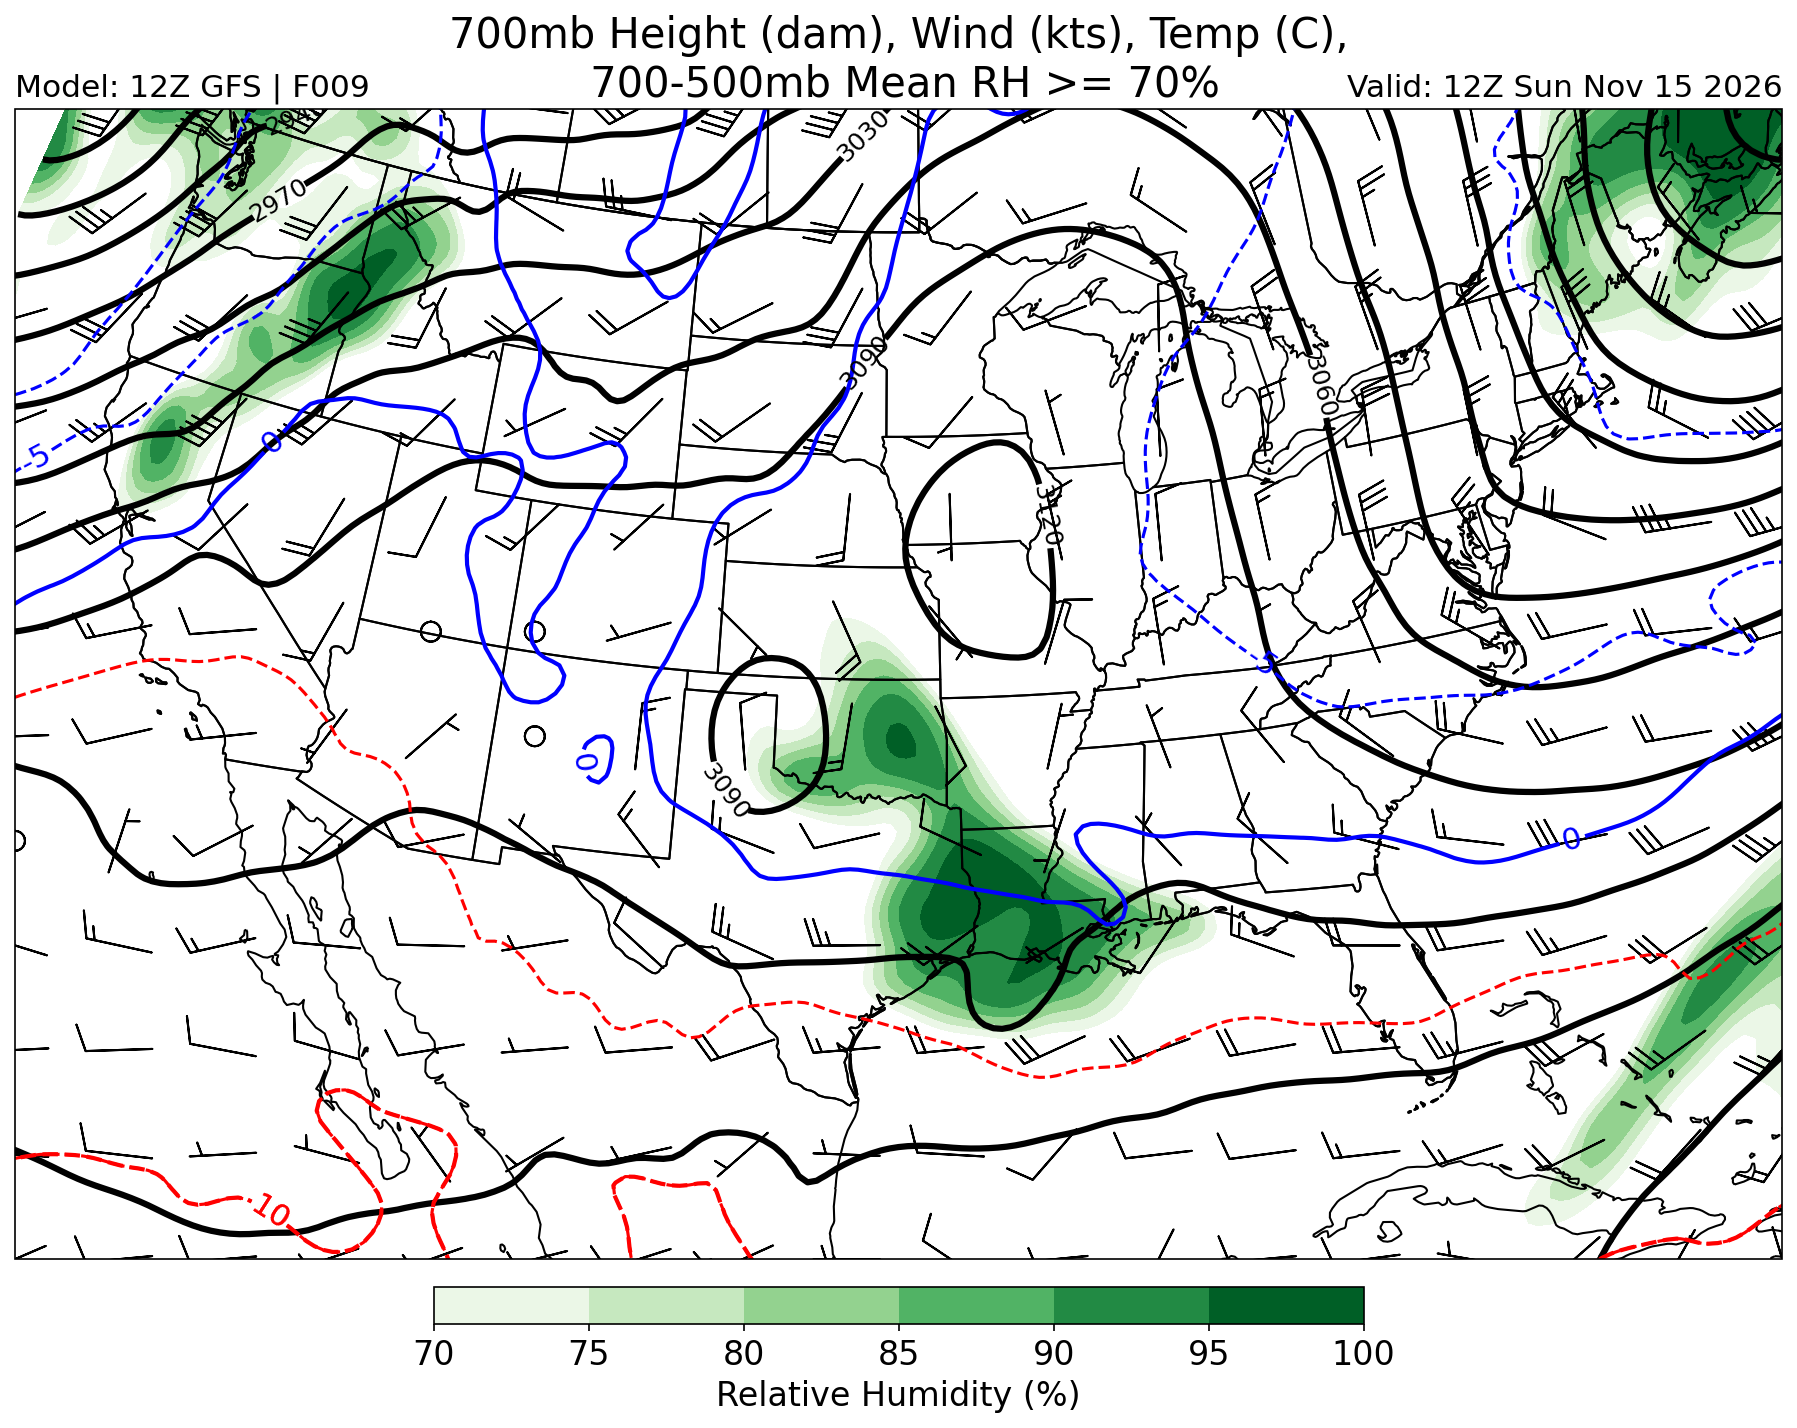 700mb Height (dam), Wind (kts), Temp (C),
700-500mb Mean RH >= 70%
Model: 12Z GFS | F009
Valid: 12Z Sun Nov 15 2026
2970
3030
3090
3060
3120
3090
-5
0
0
0
10
70 75 80 85 90 95 100
Relative Humidity (%)